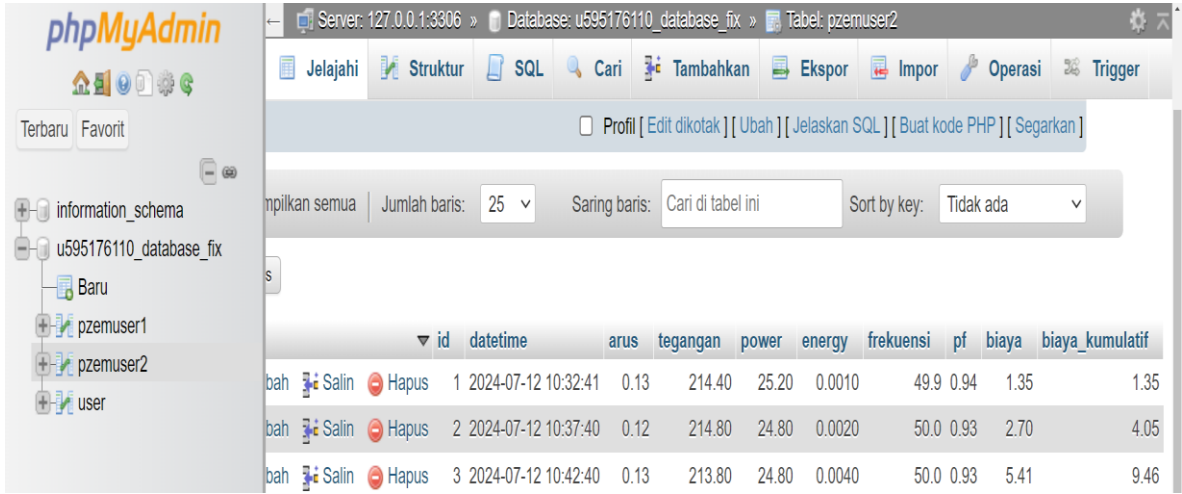 phpMyAdmin
Terbaru Favorit
information_schema
u595176110_database_fix
Baru
pzemuser1
pzemuser2
user
← Server: 127.0.0.1:3306 » Database: u595176110_database_fix » Tabel: pzemuser2
Jelajahi Struktur SQL Cari Tambahkan Ekspor Impor Operasi Trigger
Profil [ Edit dikotak ] [ Ubah ] [ Jelaskan SQL ] [ Buat kode PHP ] [ Segarkan ]
mpilkan semua Jumlah baris: 25 Saring baris: Cari di tabel ini Sort by key: Tidak ada
s
id datetime arus tegangan power energy frekuensi pf biaya biaya_kumulatif
bah Salin Hapus 1 2024-07-12 10:32:41 0.13 214.40 25.20 0.0010 49.9 0.94 1.35 1.35
bah Salin Hapus 2 2024-07-12 10:37:40 0.12 214.80 24.80 0.0020 50.0 0.93 2.70 4.05
bah Salin Hapus 3 2024-07-12 10:42:40 0.13 213.80 24.80 0.0040 50.0 0.93 5.41 9.46